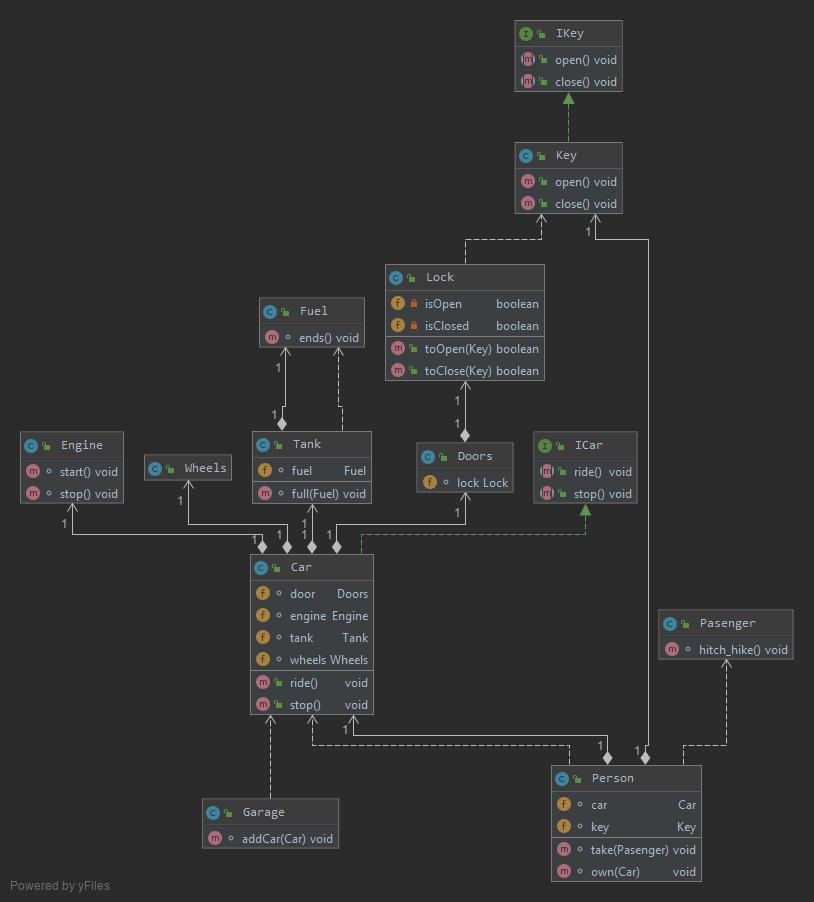 IKey
open() void
close() void
Key
open() void
close() void
1
Lock
isOpen boolean
isClosed boolean
toOpen(Key) boolean
toClose(Key) boolean
Fuel
ends() void
1
1
1
1
Engine
start() void
stop() void
Wheels
Tank
fuel Fuel
full(Fuel) void
Doors
lock Lock
ICar
ride() void
stop() void
1
1
1
1
1
1
1
1
Car
door Doors
engine Engine
tank Tank
wheels Wheels
ride() void
stop() void
Pasenger
hitch_hike() void
1
1
1
Person
car Car
key Key
take(Pasenger) void
own(Car) void
Garage
addCar(Car) void
Powered by yFiles